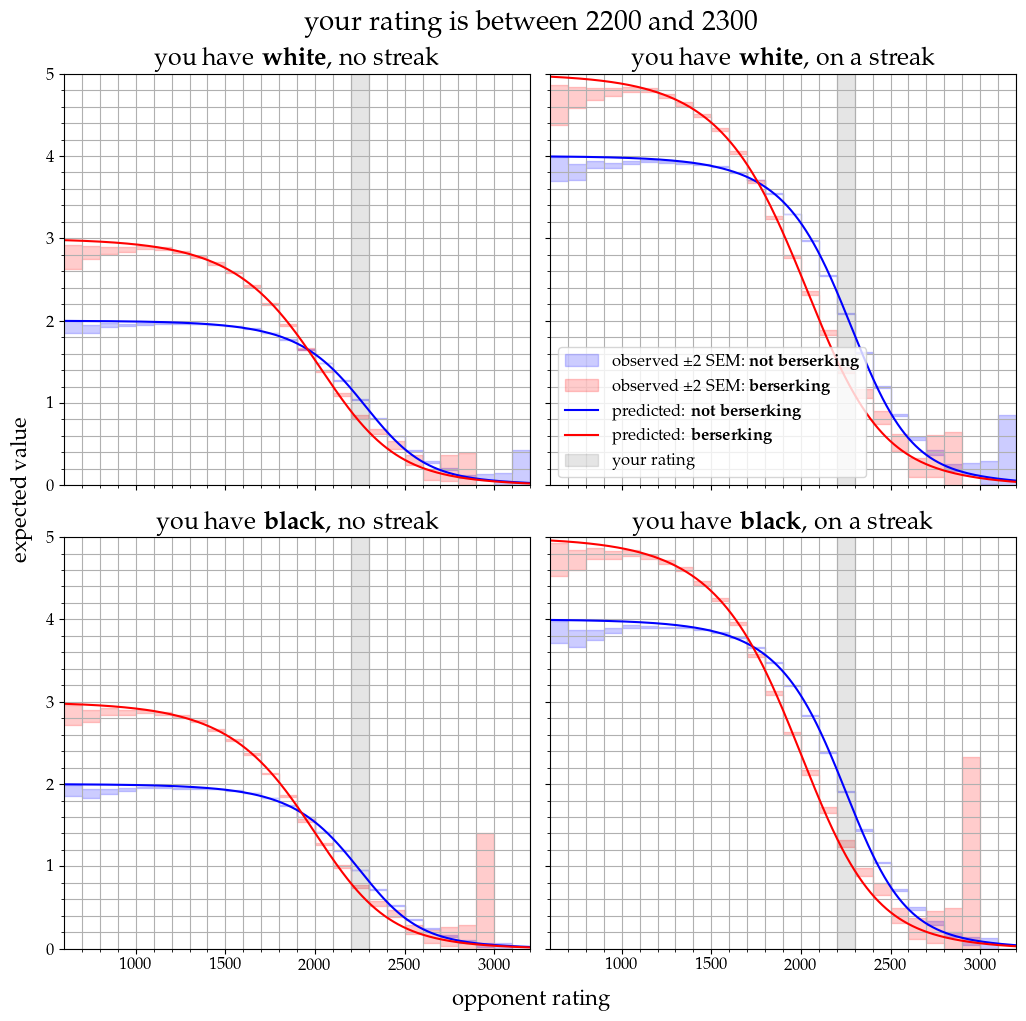 your rating is between 2200 and 2300
you have white, no streak
you have white, on a streak
5
4
3
2
1
0
observed ±2 SEM: not berserking
observed ±2 SEM: berserking
predicted: not berserking
predicted: berserking
your rating
expected value
you have black, no streak
you have black, on a streak
5
4
3
2
1
0
1000 1500 2000 2500 3000
1000 1500 2000 2500 3000
opponent rating